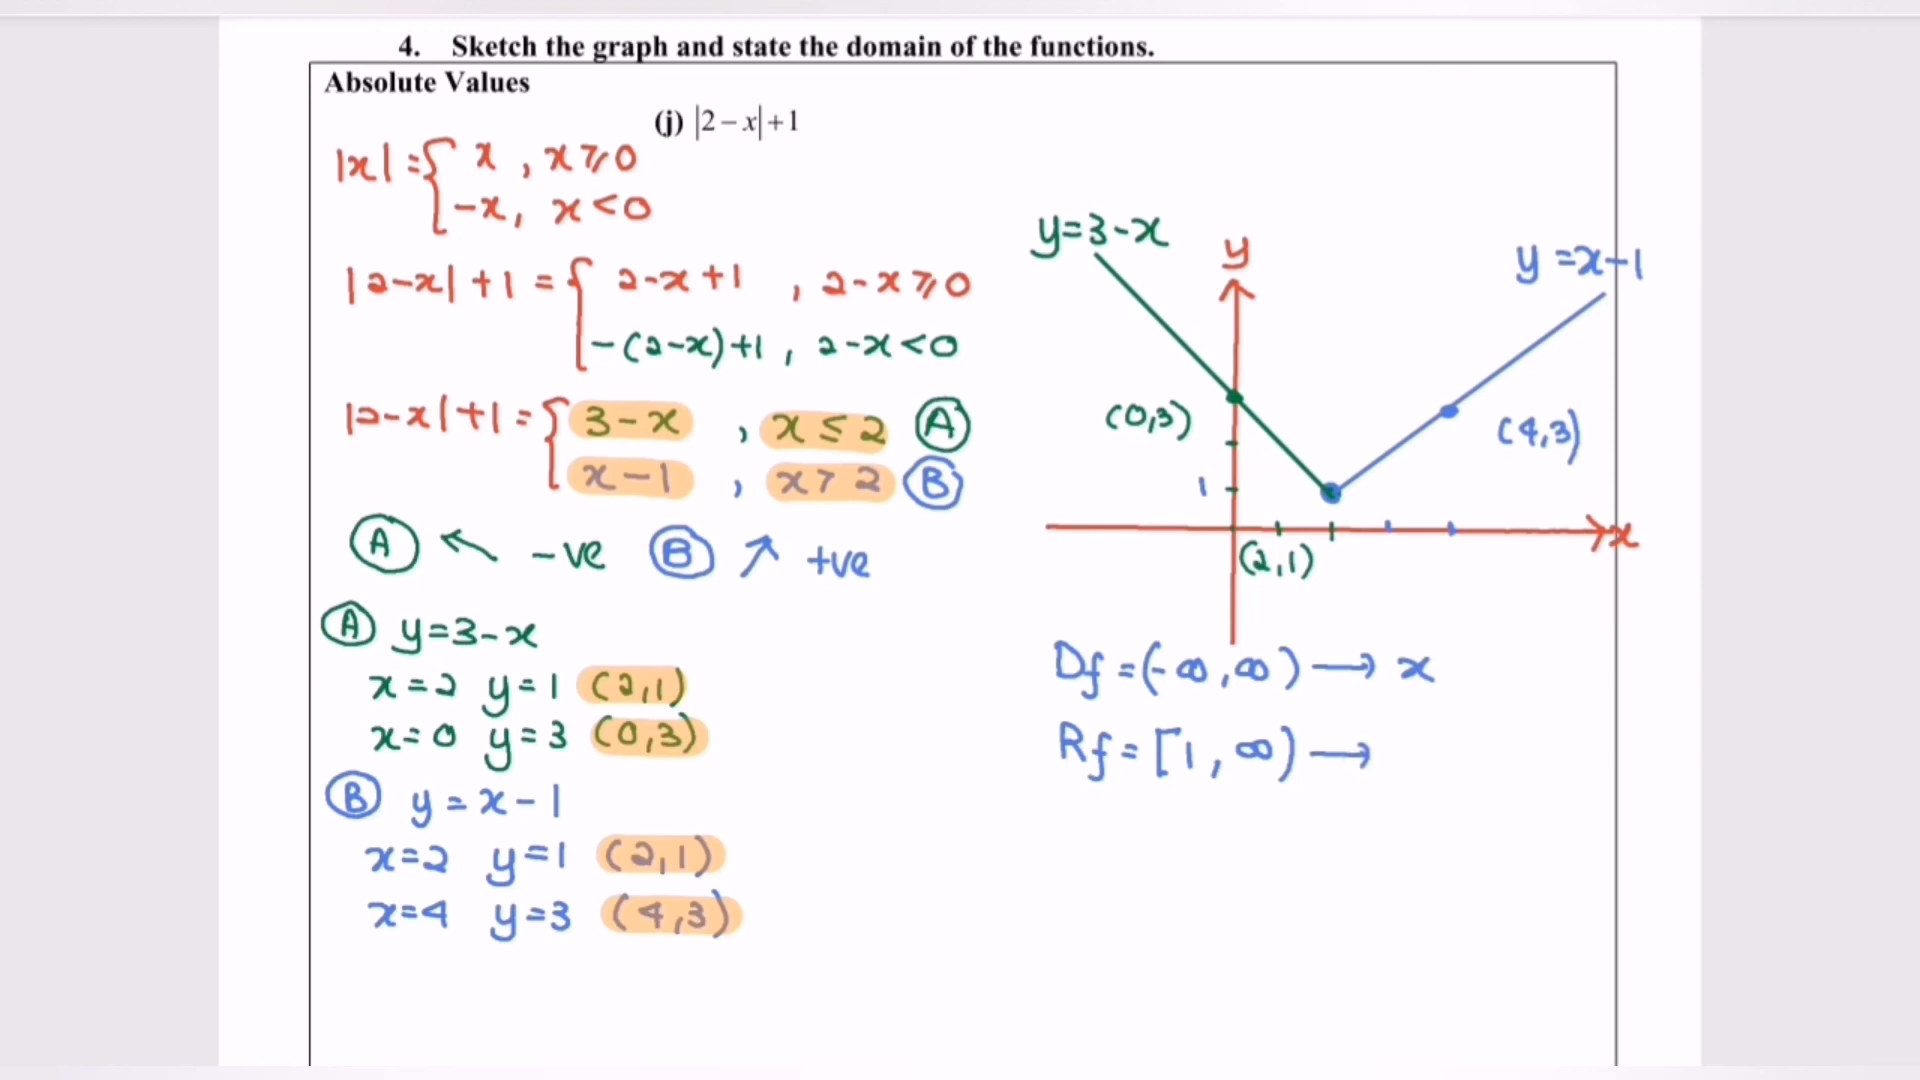 4. Sketch the graph and state the domain of the functions.
Absolute Values
(j) |2 − x| + 1
|x| = { x , x ≥ 0
−x, x < 0
|2−x| + 1 = { 2−x+1 , 2−x ≥ 0
−(2−x)+1 , 2−x < 0
|2−x|+1 = { 3−x , x ≤ 2 Ⓐ
x−1 , x > 2 Ⓑ
Ⓐ ↖ −ve Ⓑ ↗ +ve
Ⓐ y=3−x
x=2 y=1 (2,1)
x=0 y=3 (0,3)
Ⓑ y = x−1
x=2 y=1 (2,1)
x=4 y=3 (4,3)
y=3−x
y
y=x−1
(0,3)
(4,3)
1
x
(2,1)
Df = (−∞,∞) → x
Rf = [1,∞) →